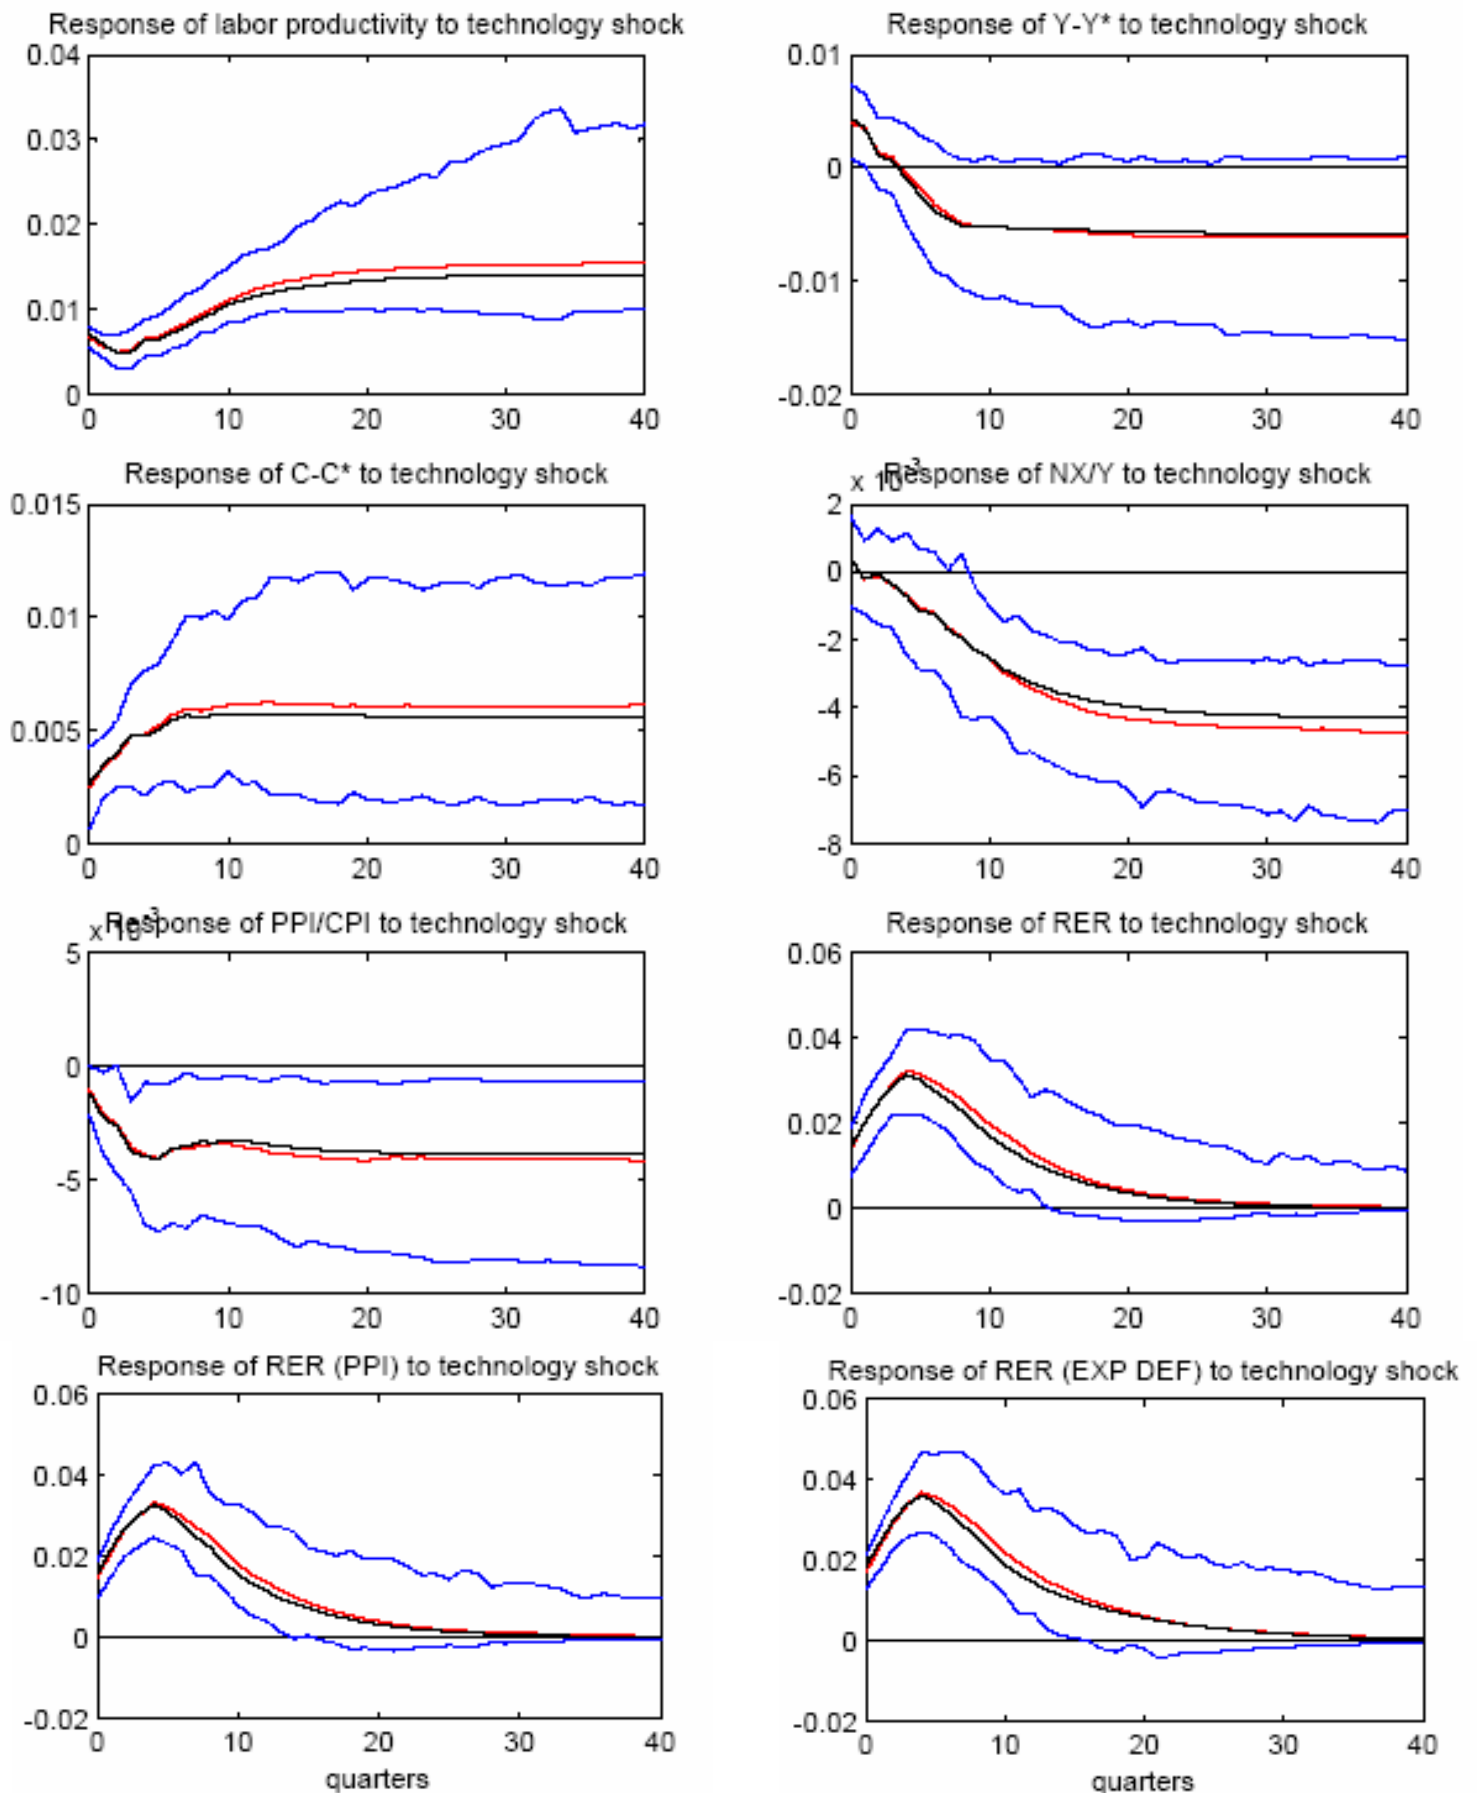 Response of labor productivity to technology shock
0.04
0.03
0.02
0.01
0
0 10 20 30 40
Response of Y-Y* to technology shock
0.01
0
-0.01
-0.02
0 10 20 30 40
Response of C-C* to technology shock
0.015
0.01
0.005
0
0 10 20 30 40
x 10-3
Response of NX/Y to technology shock
2
0
-2
-4
-6
-8
0 10 20 30 40
x 10-3
Response of PPI/CPI to technology shock
5
0
-5
-10
0 10 20 30 40
Response of RER to technology shock
0.06
0.04
0.02
0
-0.02
0 10 20 30 40
Response of RER (PPI) to technology shock
0.06
0.04
0.02
0
-0.02
0 10 20 30 40
quarters
Response of RER (EXP DEF) to technology shock
0.06
0.04
0.02
0
-0.02
0 10 20 30 40
quarters